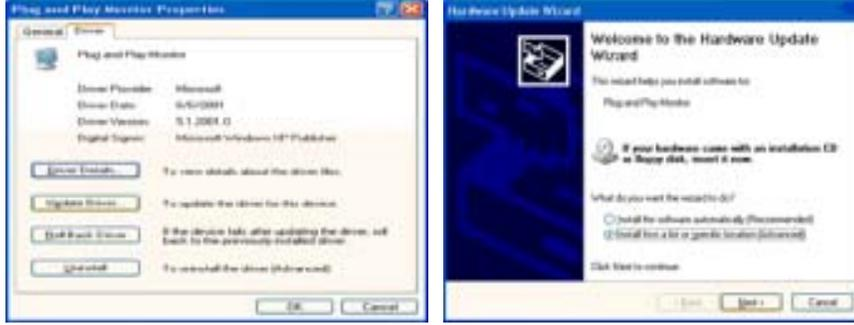 Plug and Play Monitor Properties
General Driver
Plug and Play Monitor
Driver Provider: Microsoft
Driver Date: 6/6/2001
Driver Version: 5.1.2001.0
Digital Signer: Microsoft Windows XP Publisher
Driver Details... To view details about the driver files.
Update Driver... To update the driver for this device.
Roll Back Driver If the device fails after updating the driver, roll
back to the previously installed driver.
Uninstall To uninstall the driver (Advanced).
OK Cancel
Hardware Update Wizard
Welcome to the Hardware Update
Wizard
This wizard helps you install software for:
Plug and Play Monitor
If your hardware came with an installation CD
or floppy disk, insert it now.
What do you want the wizard to do?
Install the software automatically (Recommended)
Install from a list or specific location (Advanced)
Click Next to continue.
< Back Next > Cancel